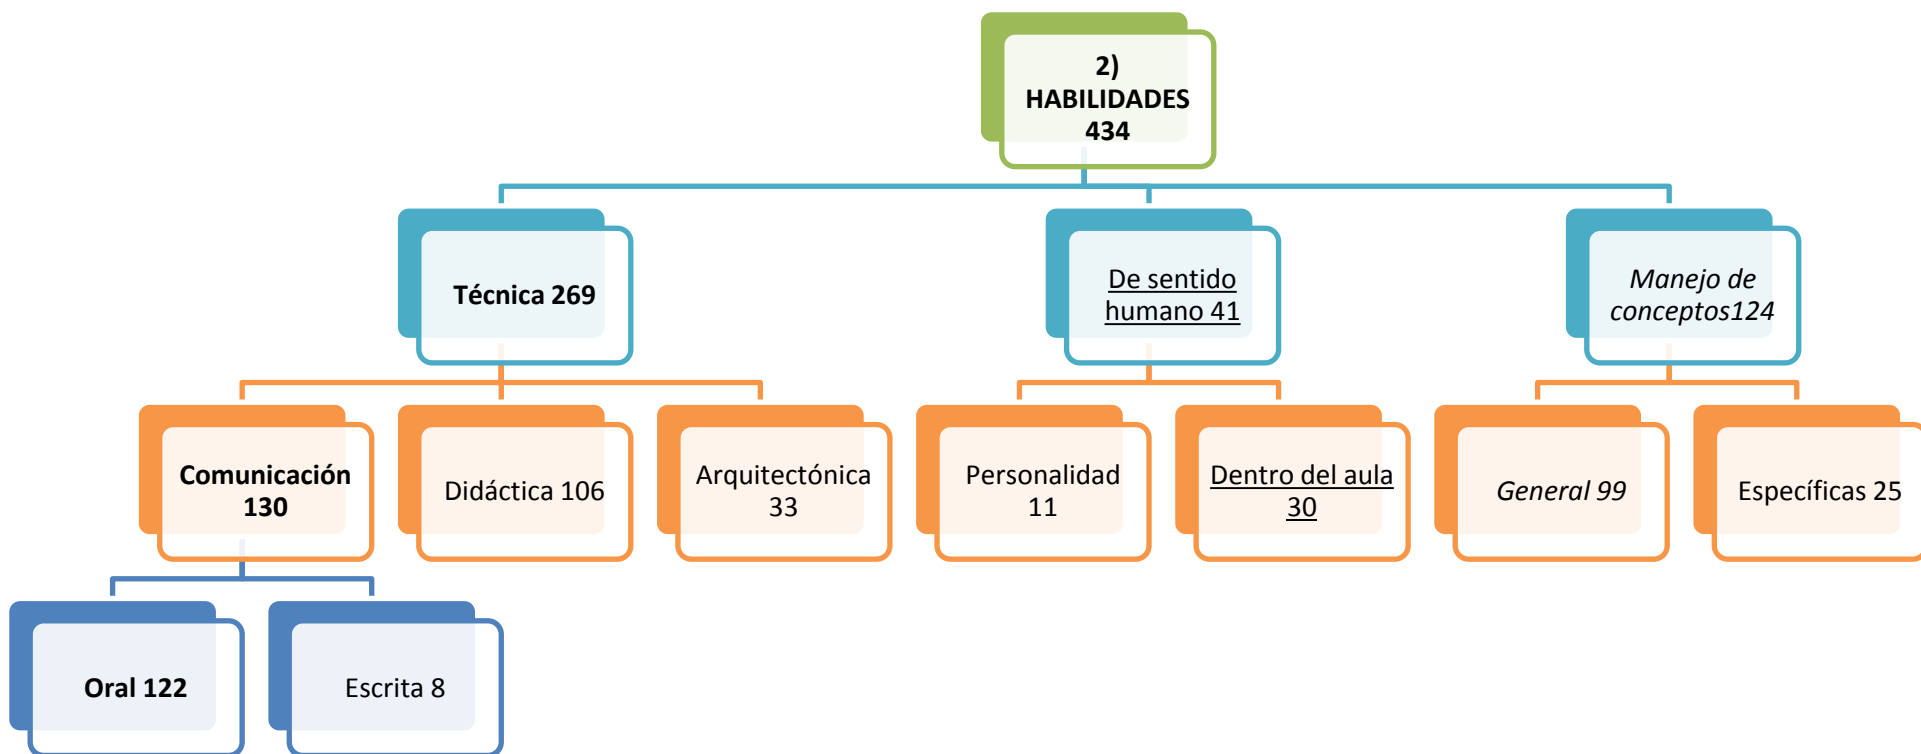 2)
HABILIDADES
434
Técnica 269
De sentido
humano 41
Manejo de
conceptos124
Comunicación
130
Didáctica 106
Arquitectónica
33
Personalidad
11
Dentro del aula
30
General 99
Específicas 25
Oral 122
Escrita 8